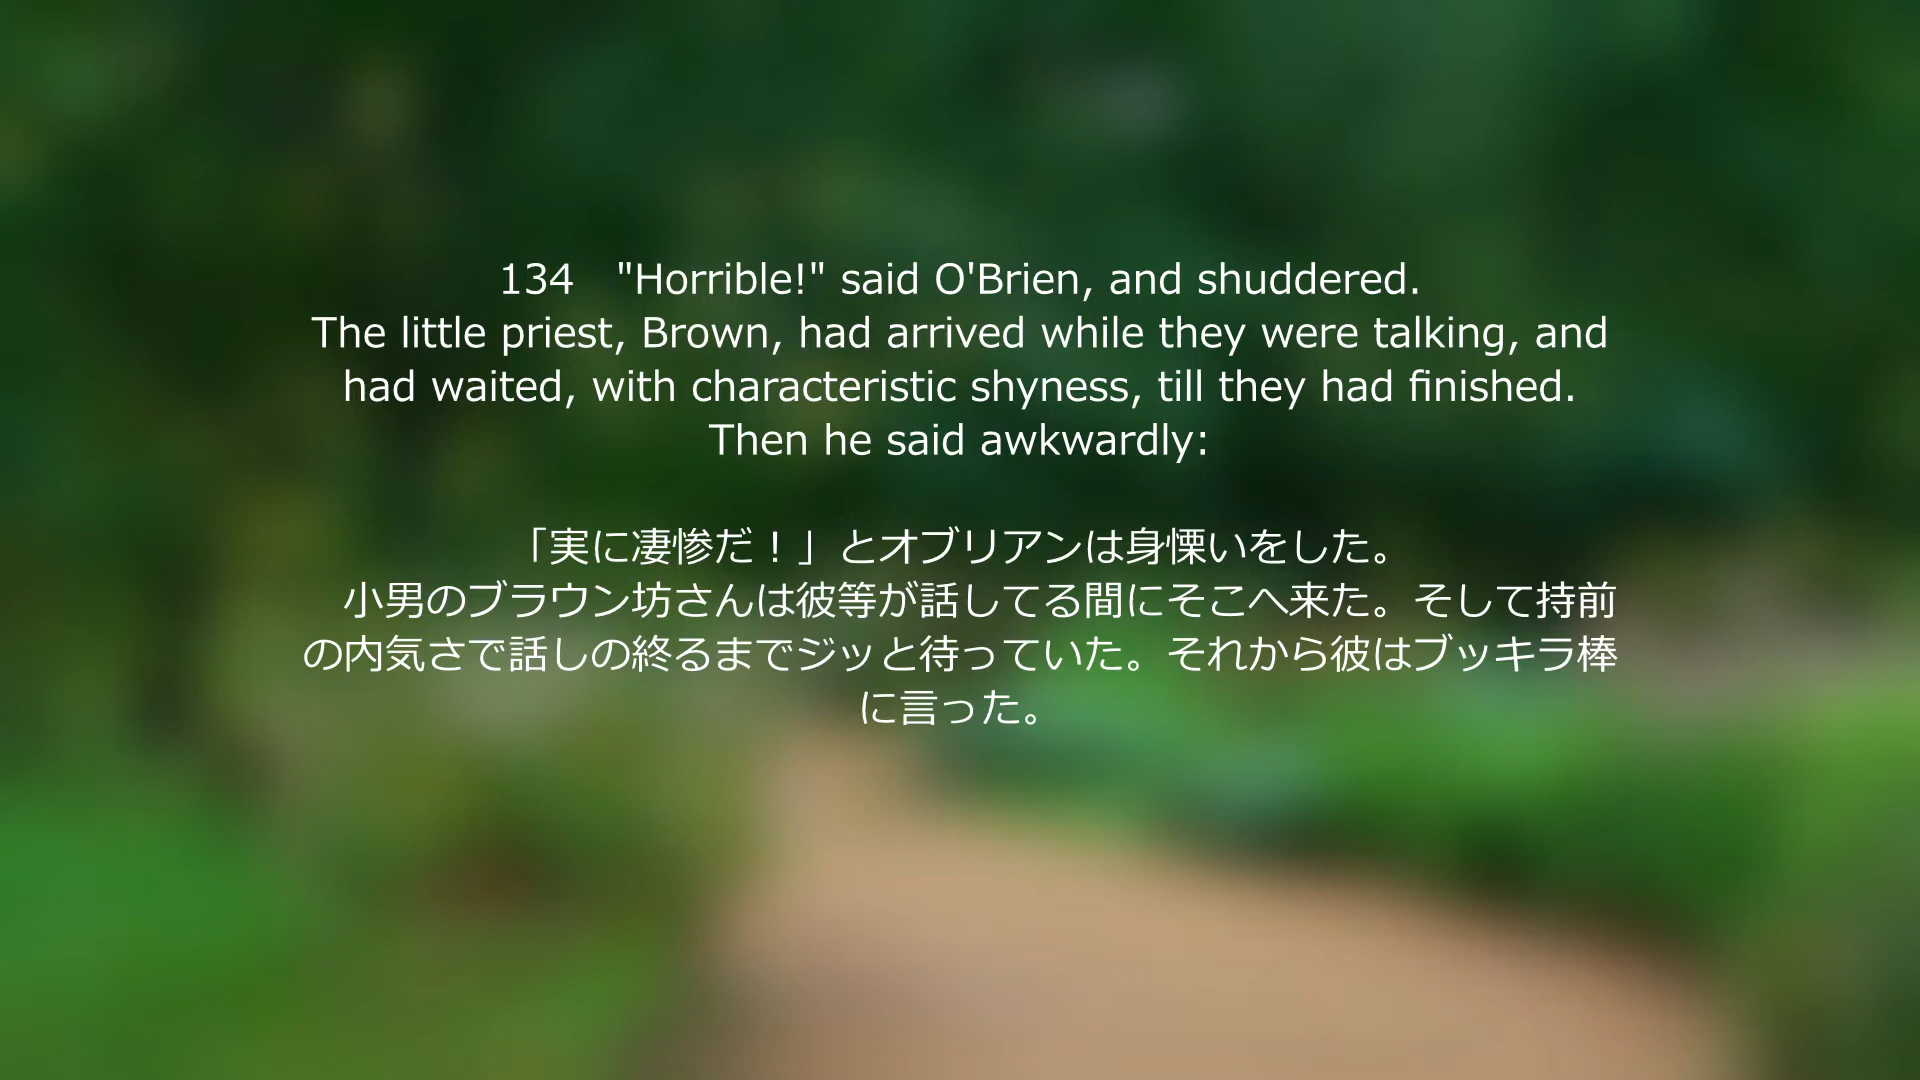 134　"Horrible!" said O'Brien, and shuddered.
The little priest, Brown, had arrived while they were talking, and
had waited, with characteristic shyness, till they had finished.
Then he said awkwardly:
「実に凄惨だ！」とオブリアンは身慄いをした。
　小男のブラウン坊さんは彼等が話してる間にそこへ来た。そして持前
の内気さで話しの終るまでジッと待っていた。それから彼はブッキラ棒
に言った。